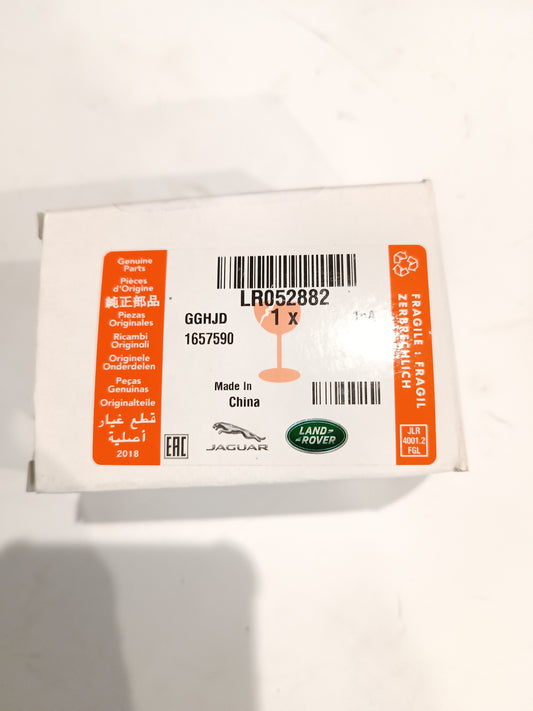 Genuine
Parts
Pièces
d'Origine
純正部品
Piezas
Originales
Ricambi
Originali
Originele
Onderdelen
Peças
Genuinas
Originalteile
قطع غيار
أصلية
2018
LR052882
1 x
GGHJD
1657590
Made In
China
EAC
JAGUAR
LAND-
-ROVER
FRAGILE : FRAGIL
ZERBRECHLICH
JLR
4001.2
FGL